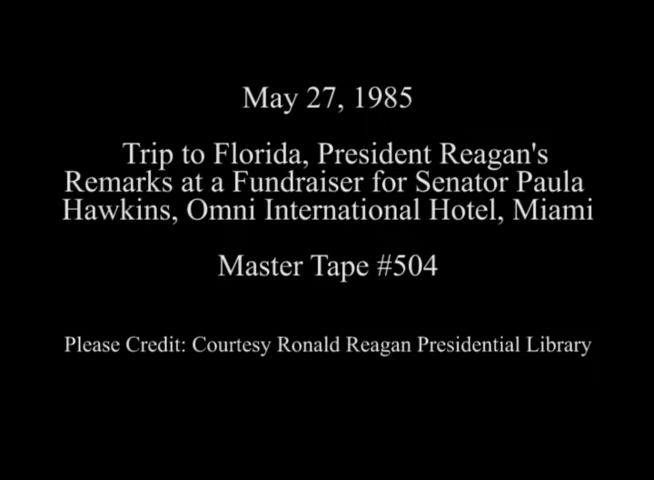 May 27, 1985
Trip to Florida, President Reagan's
Remarks at a Fundraiser for Senator Paula
Hawkins, Omni International Hotel, Miami
Master Tape #504
Please Credit: Courtesy Ronald Reagan Presidential Library